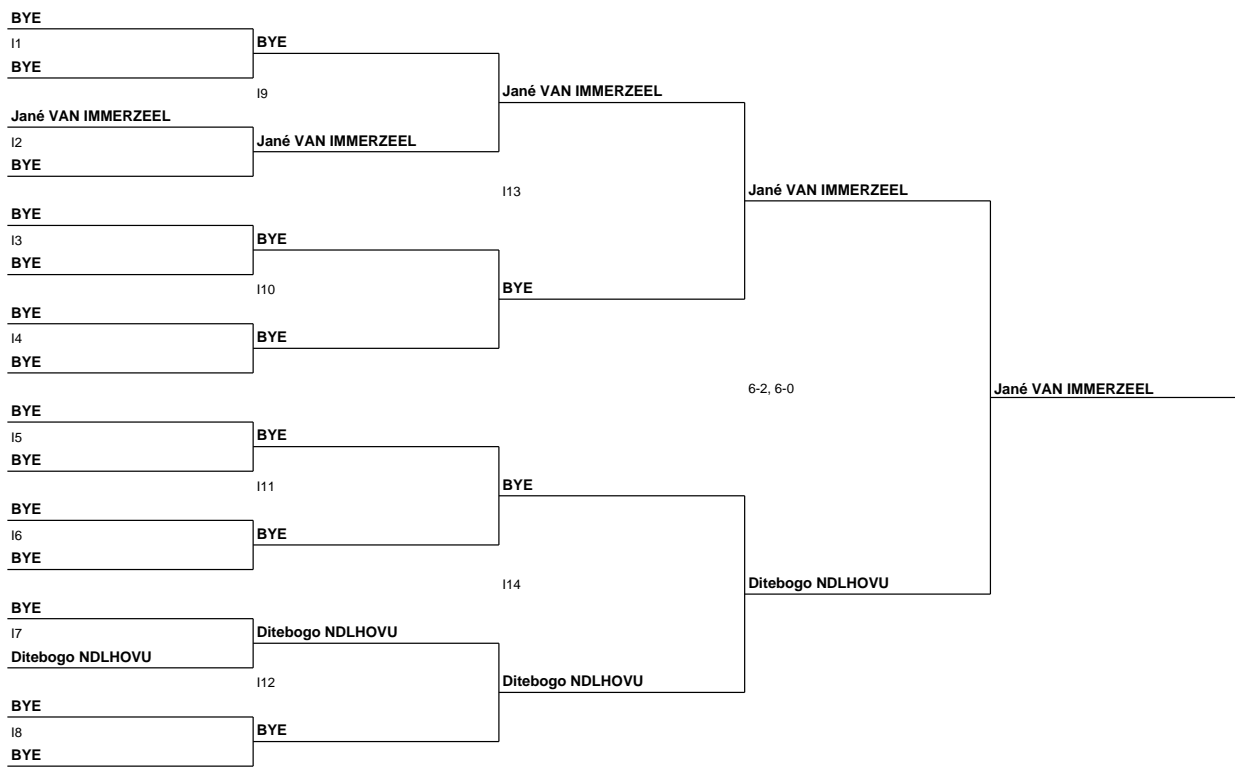 BYE
I1
BYE
BYE
I9
Jané VAN IMMERZEEL
Jané VAN IMMERZEEL
I2
Jané VAN IMMERZEEL
BYE
I13
Jané VAN IMMERZEEL
BYE
I3
BYE
BYE
I10
BYE
BYE
I4
BYE
BYE
6-2, 6-0
Jané VAN IMMERZEEL
BYE
I5
BYE
BYE
I11
BYE
BYE
I6
BYE
BYE
I14
Ditebogo NDLHOVU
BYE
I7
Ditebogo NDLHOVU
Ditebogo NDLHOVU
I12
Ditebogo NDLHOVU
BYE
I8
BYE
BYE